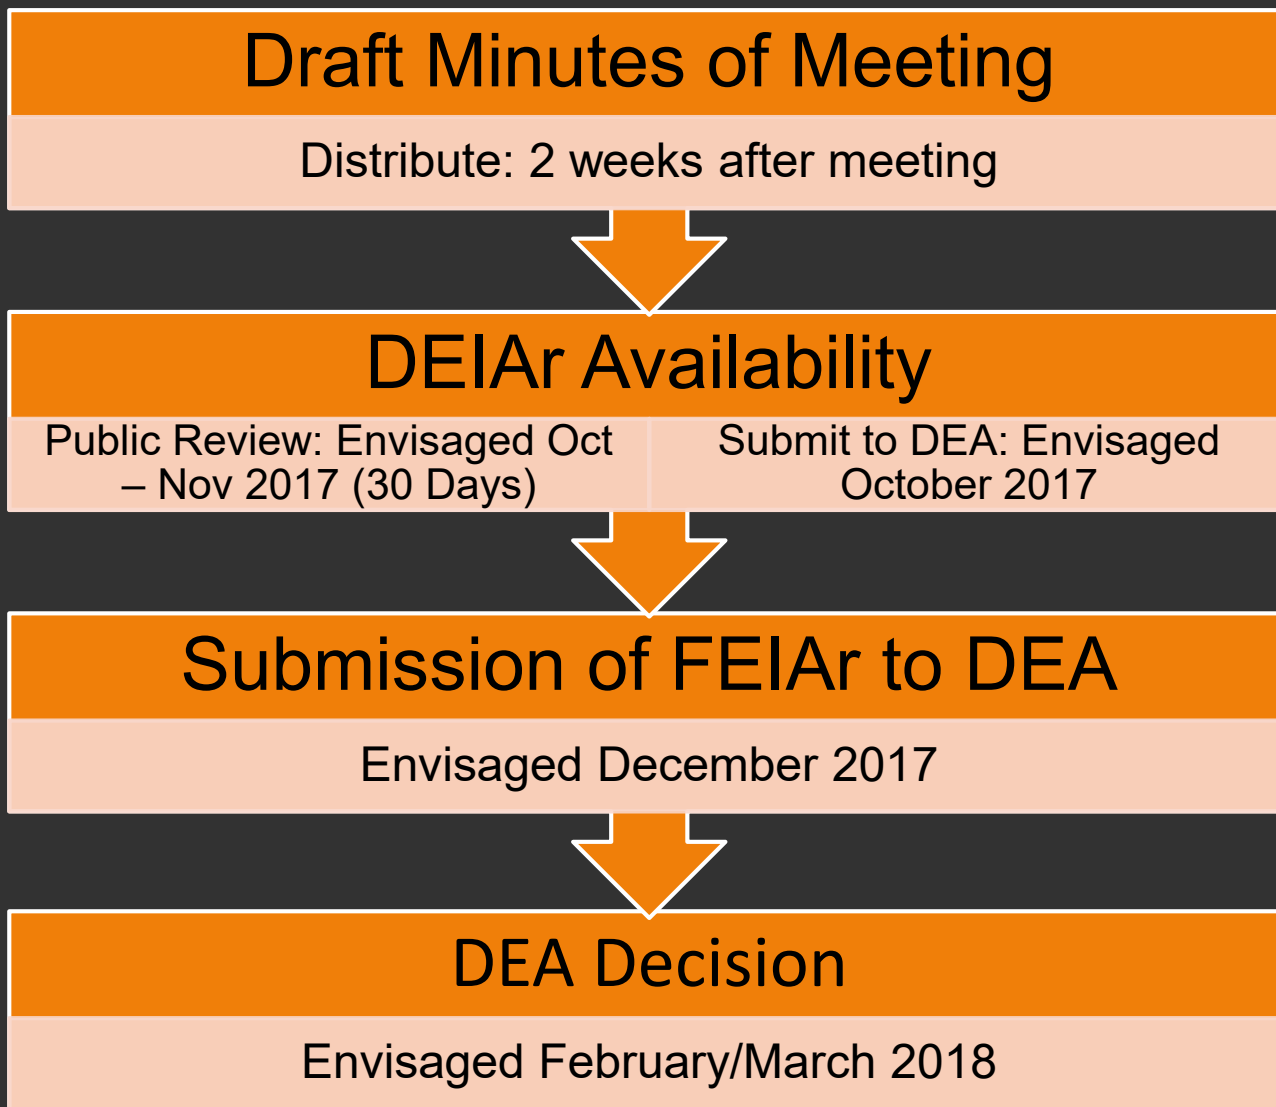 Draft Minutes of Meeting
Distribute: 2 weeks after meeting
DEIAr Availability
Public Review: Envisaged Oct
– Nov 2017 (30 Days)
Submit to DEA: Envisaged
October 2017
Submission of FEIAr to DEA
Envisaged December 2017
DEA Decision
Envisaged February/March 2018